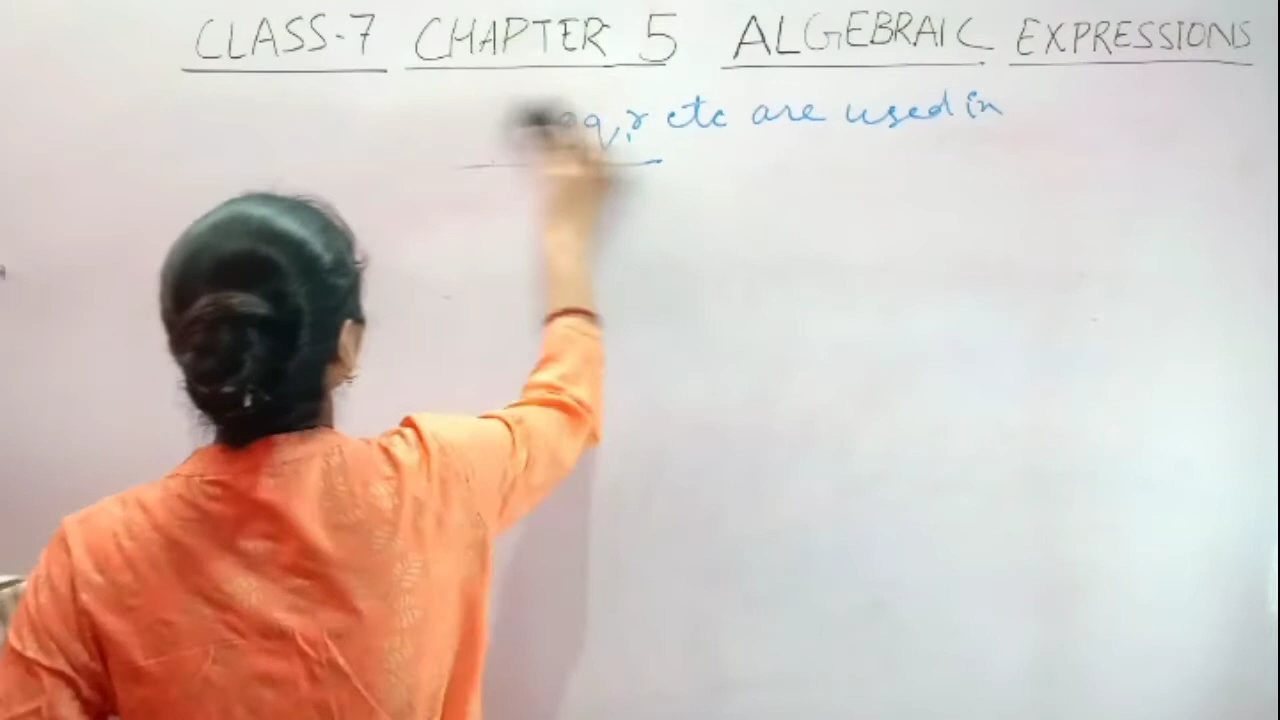 CLASS-7 CHAPTER 5 ALGEBRAIC EXPRESSIONS
q, r etc are used in